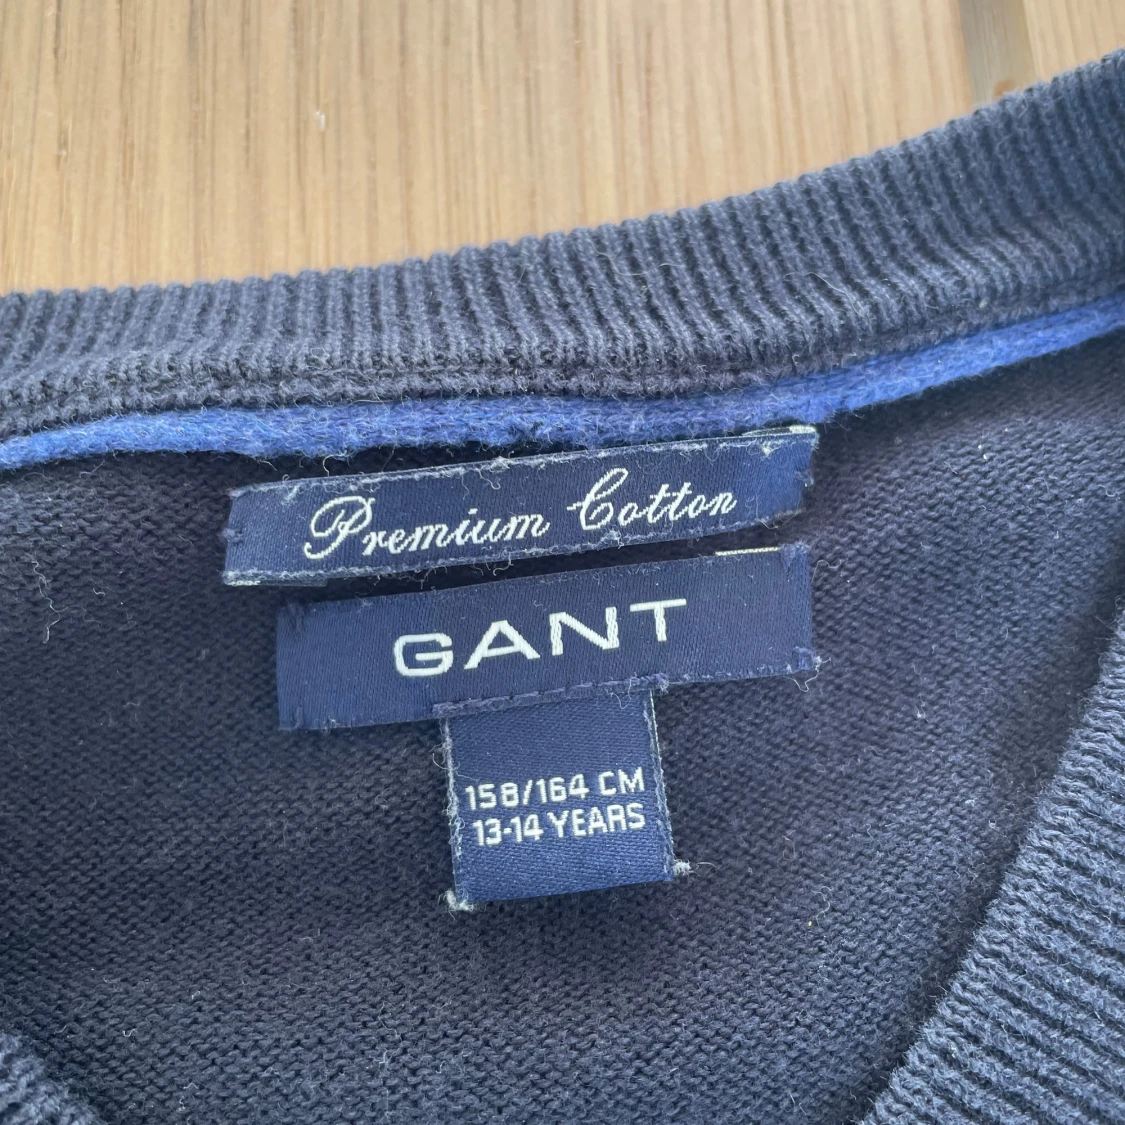 Premium Cotton
GANT
158/164 CM
13-14 YEARS